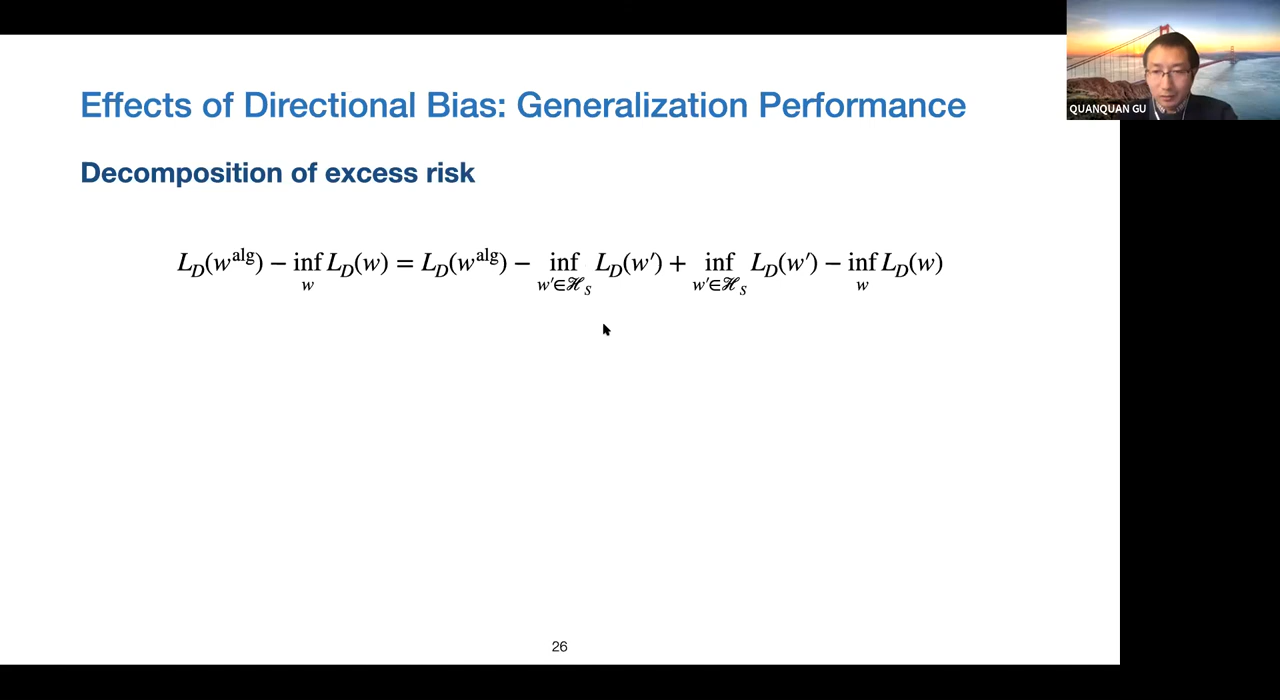 Effects of Directional Bias: Generalization Performance
QUANQUAN GU
Decomposition of excess risk
L_D(w^alg) − inf_w L_D(w) = L_D(w^alg) − inf_{w′∈ℋ_S} L_D(w′) + inf_{w′∈ℋ_S} L_D(w′) − inf_w L_D(w)
26